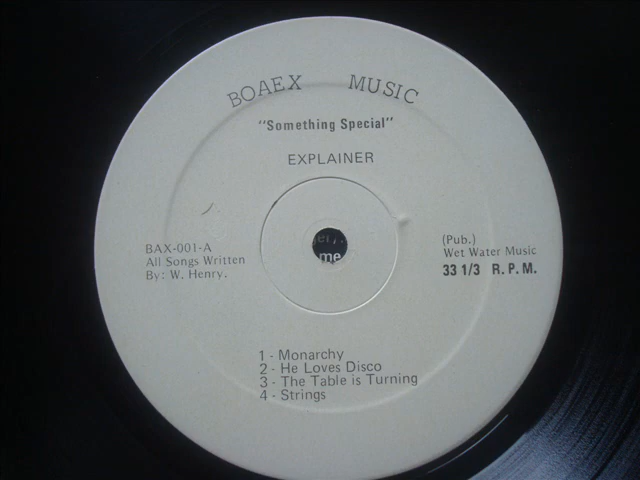 BOAEX MUSIC
"Something Special"
EXPLAINER
BAX-001-A
All Songs Written
By: W. Henry.
(Pub.)
Wet Water Music
33 1/3 R. P. M.
me
1 - Monarchy
2 - He Loves Disco
3 - The Table is Turning
4 - Strings